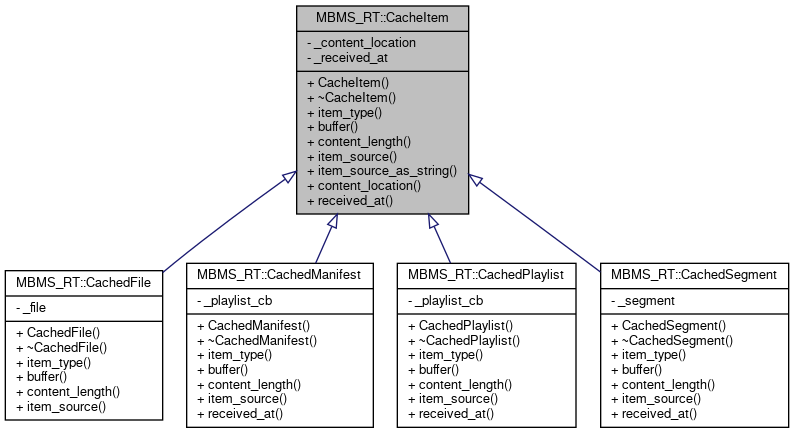 MBMS_RT::CacheItem
- _content_location
- _received_at
+ CacheItem()
+ ~CacheItem()
+ item_type()
+ buffer()
+ content_length()
+ item_source()
+ item_source_as_string()
+ content_location()
+ received_at()
MBMS_RT::CachedFile
- _file
+ CachedFile()
+ ~CachedFile()
+ item_type()
+ buffer()
+ content_length()
+ item_source()
MBMS_RT::CachedManifest
- _playlist_cb
+ CachedManifest()
+ ~CachedManifest()
+ item_type()
+ buffer()
+ content_length()
+ item_source()
+ received_at()
MBMS_RT::CachedPlaylist
- _playlist_cb
+ CachedPlaylist()
+ ~CachedPlaylist()
+ item_type()
+ buffer()
+ content_length()
+ item_source()
+ received_at()
MBMS_RT::CachedSegment
- _segment
+ CachedSegment()
+ ~CachedSegment()
+ item_type()
+ buffer()
+ content_length()
+ item_source()
+ received_at()